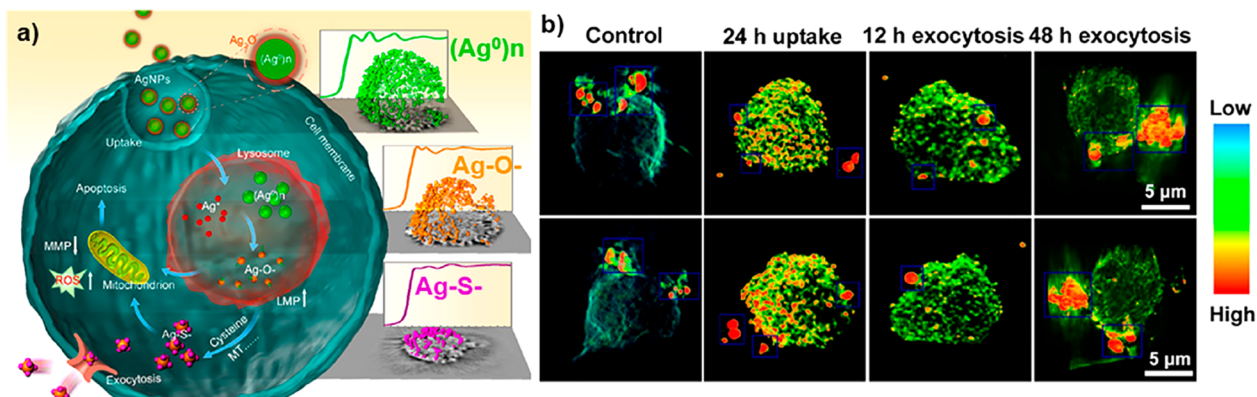 a)
Ag2O
(Ag0)n
(Ag0)n
AgNPs
Uptake
Cell membrane
Lysosome
(Ag0)n
Ag+
Ag-O-
Apoptosis
MMP
ROS
Mitochondrion
LMP
Ag-S-
Cysteine
MT......
Exocytosis
Ag-O-
Ag-S-
b)
Control
24 h uptake
12 h exocytosis
48 h exocytosis
5 μm
5 μm
Low
High